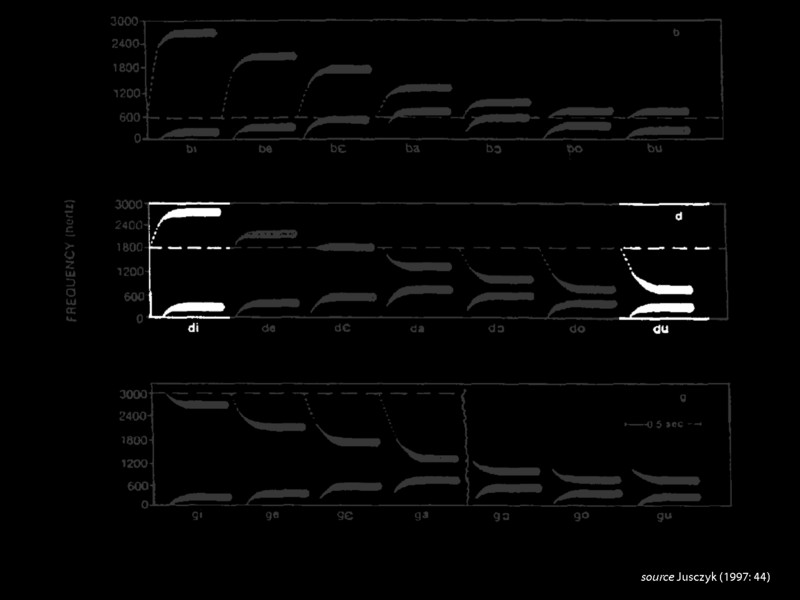 3000
2400
1800
1200
600
0
b
bi be bɛ ba bɔ bo bu
FREQUENCY (hertz)
3000
2400
1800
1200
600
0
d
di de dɛ da dɔ do du
3000
2400
1800
1200
600
0
g
0.5 sec
gi ge gɛ ga gɔ go gu
source Jusczyk (1997: 44)